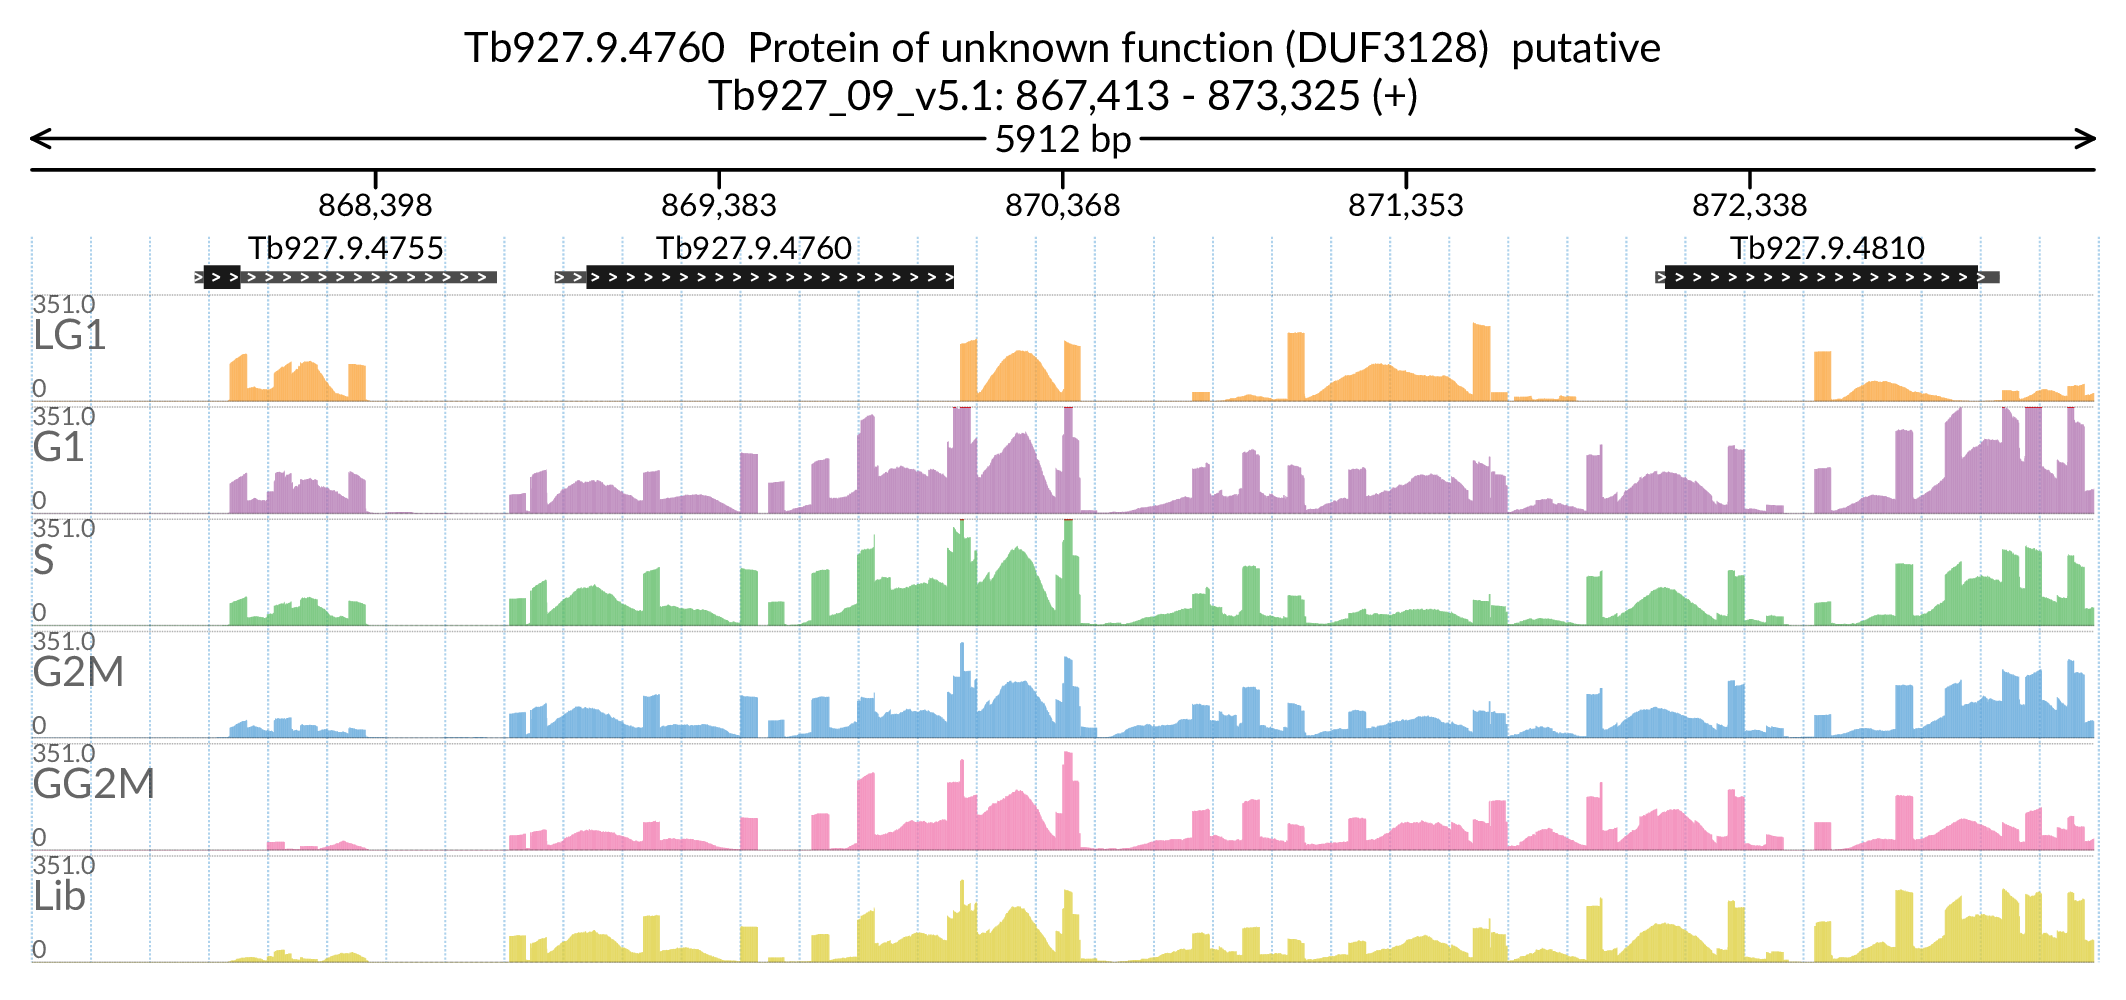 Tb927.9.4760  Protein of unknown function (DUF3128)  putative
Tb927_09_v5.1: 867,413 - 873,325 (+)
5912 bp
868,398 869,383 870,368 871,353 872,338
Tb927.9.4755 Tb927.9.4760 Tb927.9.4810
351.0
LG1
0
351.0
G1
0
351.0
S
0
351.0
G2M
0
351.0
GG2M
0
351.0
Lib
0